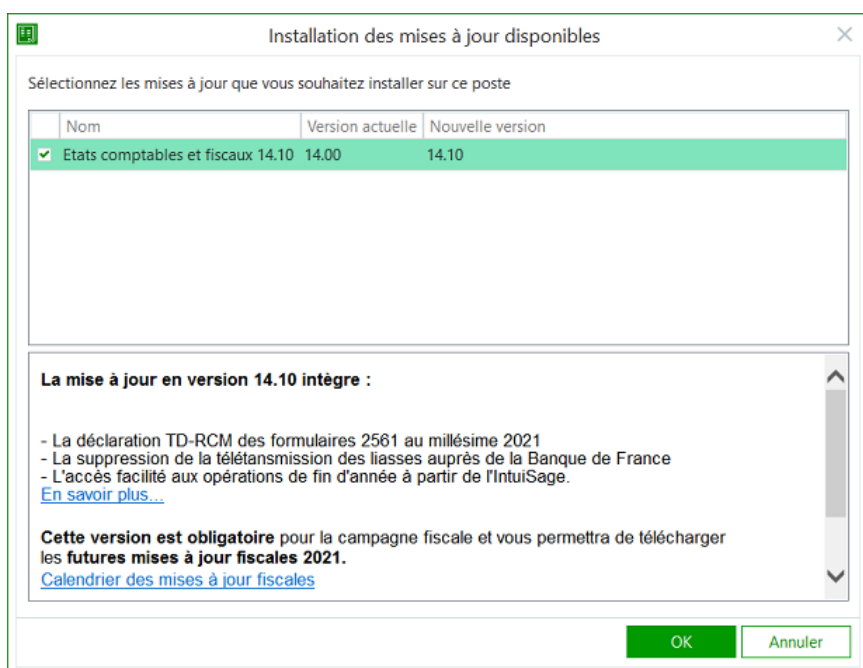 Installation des mises à jour disponibles
Sélectionnez les mises à jour que vous souhaitez installer sur ce poste
Nom Version actuelle Nouvelle version
Etats comptables et fiscaux 14.10 14.00 14.10
La mise à jour en version 14.10 intègre :
- La déclaration TD-RCM des formulaires 2561 au millésime 2021
- La suppression de la télétansmission des liasses auprès de la Banque de France
- L'accès facilité aux opérations de fin d'année à partir de l'IntuiSage.
En savoir plus...
Cette version est obligatoire pour la campagne fiscale et vous permettra de télécharger
les futures mises à jour fiscales 2021.
Calendrier des mises à jour fiscales
OK Annuler